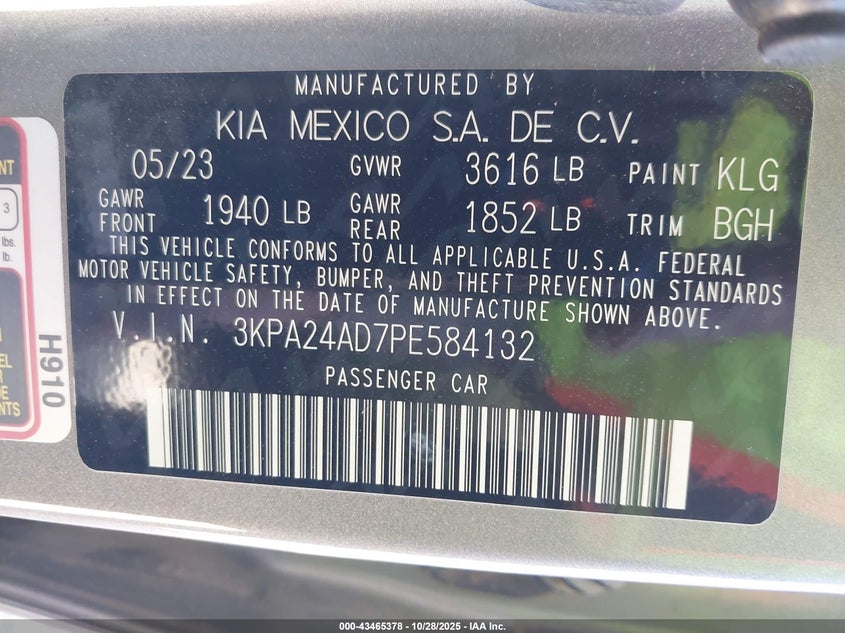 MANUFACTURED BY
KIA MEXICO S.A. DE C.V.
05/23 GVWR 3616 LB PAINT KLG
GAWR FRONT 1940 LB GAWR REAR 1852 LB TRIM BGH
THIS VEHICLE CONFORMS TO ALL APPLICABLE U.S.A. FEDERAL
MOTOR VEHICLE SAFETY, BUMPER, AND THEFT PREVENTION STANDARDS
IN EFFECT ON THE DATE OF MANUFACTURE SHOWN ABOVE.
V.I.N. 3KPA24AD7PE584132
PASSENGER CAR
3
lbs.
lb.
H910
000-43465378 - 10/28/2025 - IAA Inc.